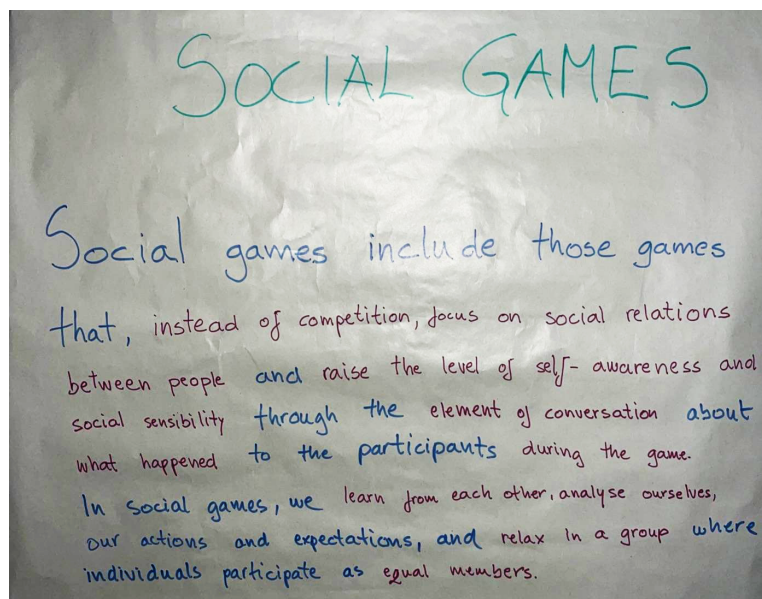 SOCIAL GAMES
Social games include those games
that, instead of competition, focus on social relations
between people and raise the level of self-awareness and
social sensibility through the element of conversation about
what happened to the participants during the game.
In social games, we learn from each other, analyse ourselves,
our actions and expectations, and relax in a group where
individuals participate as equal members.